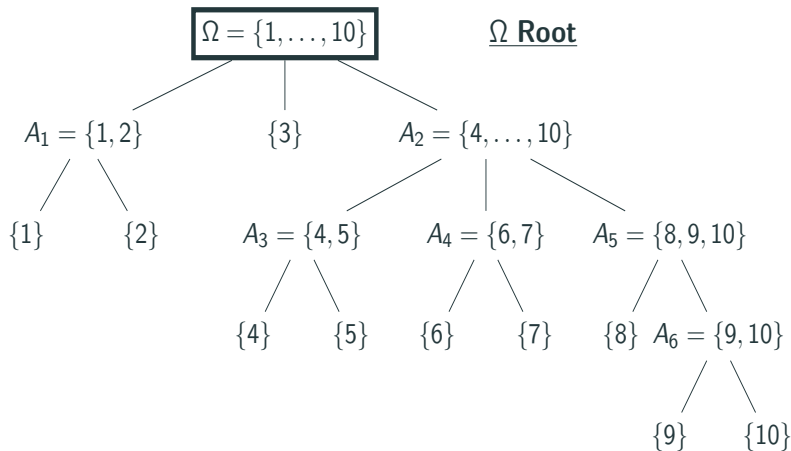 Ω = {1, . . . , 10}
Ω Root
A₁ = {1, 2}
{3}
A₂ = {4, . . . , 10}
{1}
{2}
A₃ = {4, 5}
A₄ = {6, 7}
A₅ = {8, 9, 10}
{4}
{5}
{6}
{7}
{8}
A₆ = {9, 10}
{9}
{10}